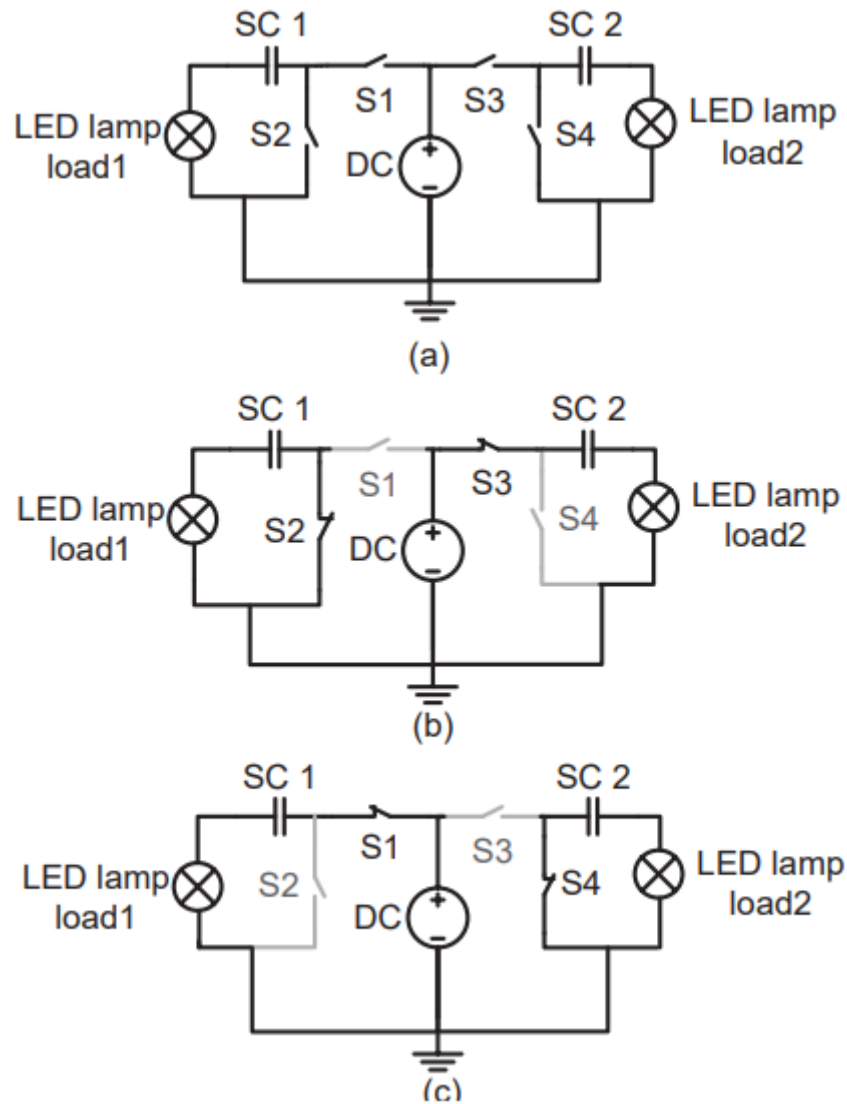 SC 1
SC 2
S1
S3
LED lamp
load1
S2
DC
+
−
S4
LED lamp
load2
(a)
SC 1
SC 2
S1
S3
LED lamp
load1
S2
DC
+
−
S4
LED lamp
load2
(b)
SC 1
SC 2
S1
S3
LED lamp
load1
S2
DC
+
−
S4
LED lamp
load2
(c)